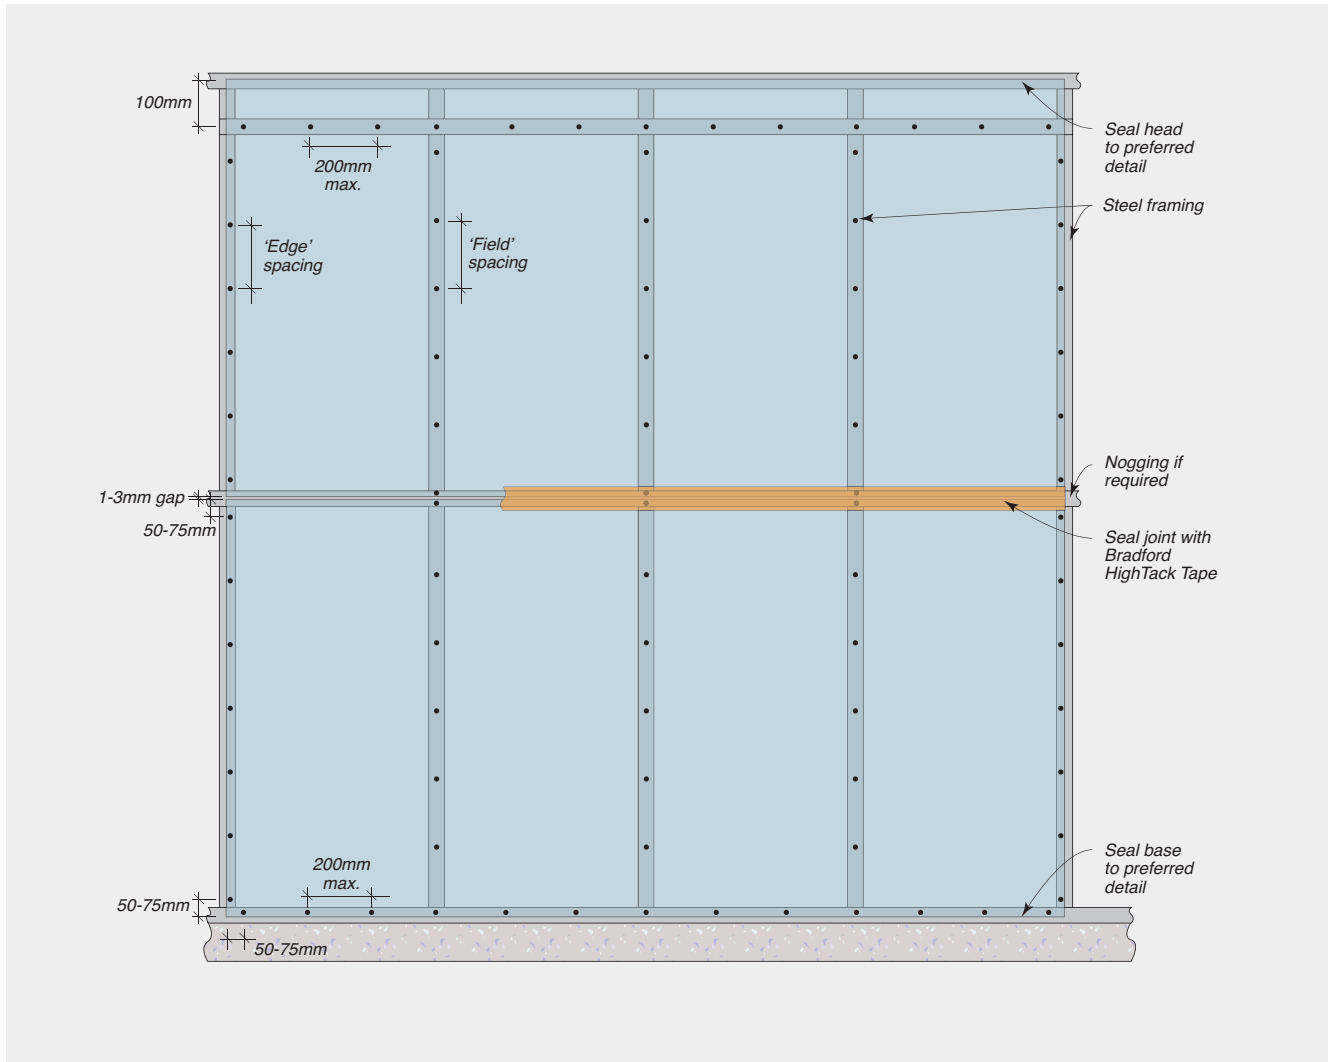 100mm
Seal head
to preferred
detail
200mm
max.
Steel framing
‘Edge’
spacing
‘Field’
spacing
Nogging if
required
1-3mm gap
50-75mm
Seal joint with
Bradford
HighTack Tape
200mm
max.
Seal base
to preferred
detail
50-75mm
50-75mm